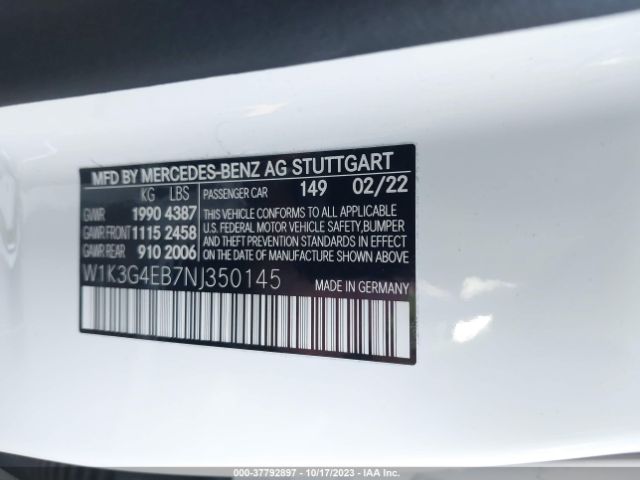 MFD BY MERCEDES-BENZ AG STUTTGART
KG LBS PASSENGER CAR 149 02/22
GVWR 1990 4387
GAWR FRONT 1115 2458
GAWR REAR 910 2006
THIS VEHICLE CONFORMS TO ALL APPLICABLE
U.S. FEDERAL MOTOR VEHICLE SAFETY,BUMPER
AND THEFT PREVENTION STANDARDS IN EFFECT
ON THE DATE OF MANUFACTURE SHOWN ABOVE.
W1K3G4EB7NJ350145
MADE IN GERMANY
000-37792897 - 10/17/2023 - IAA Inc.